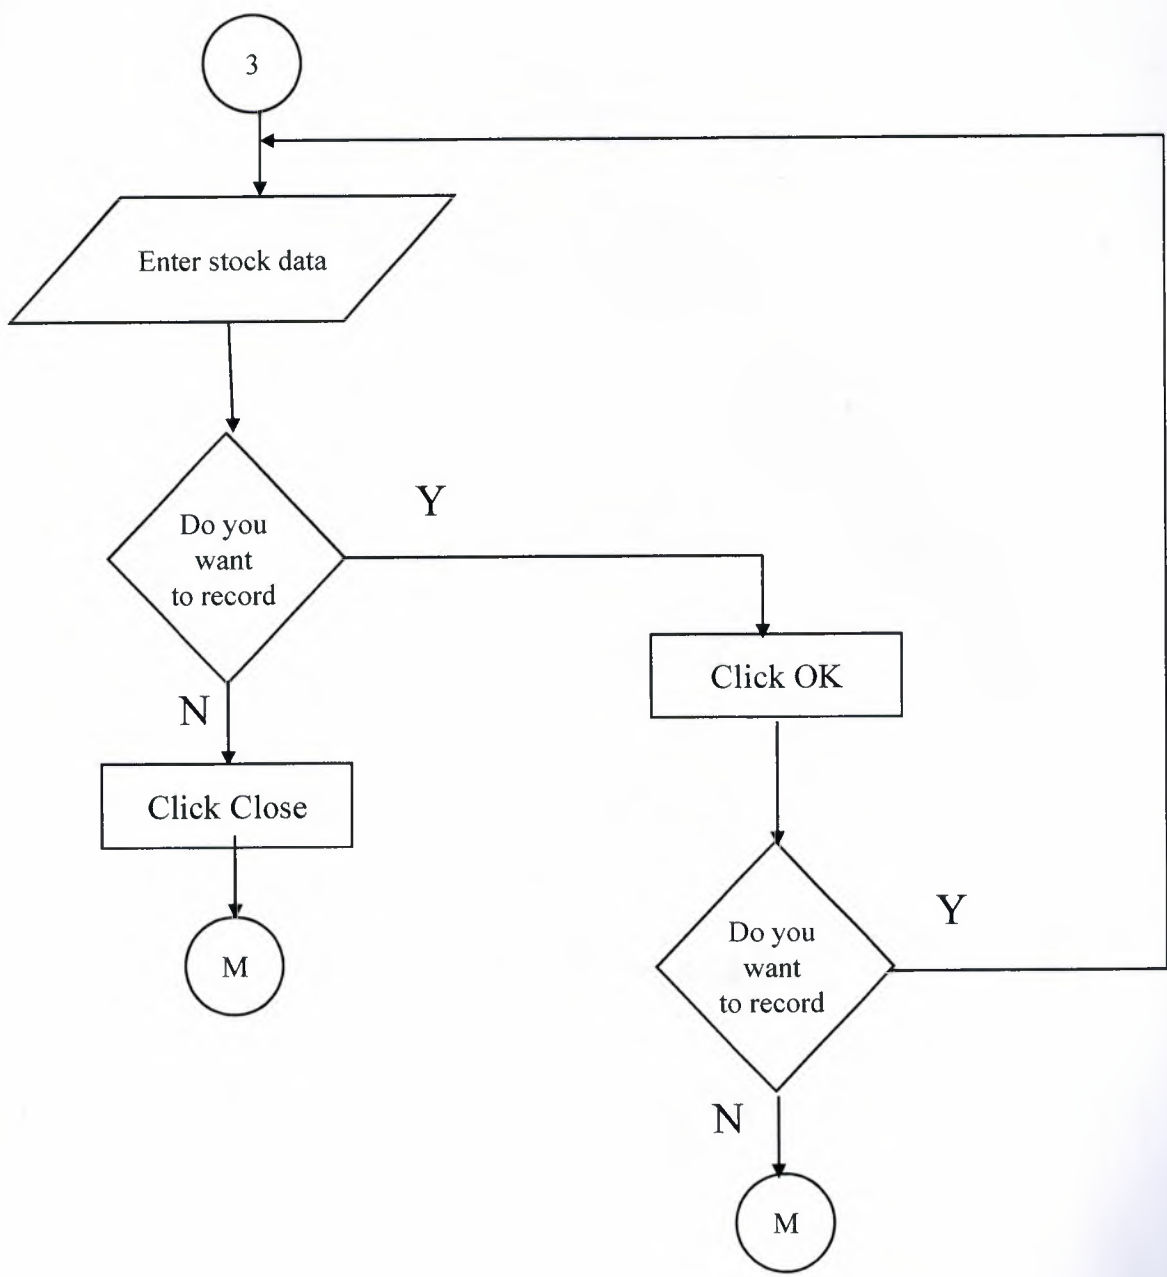 3
Enter stock data
Y
Do you
want
to record
N
Click OK
Click Close
M
Y
Do you
want
to record
N
M